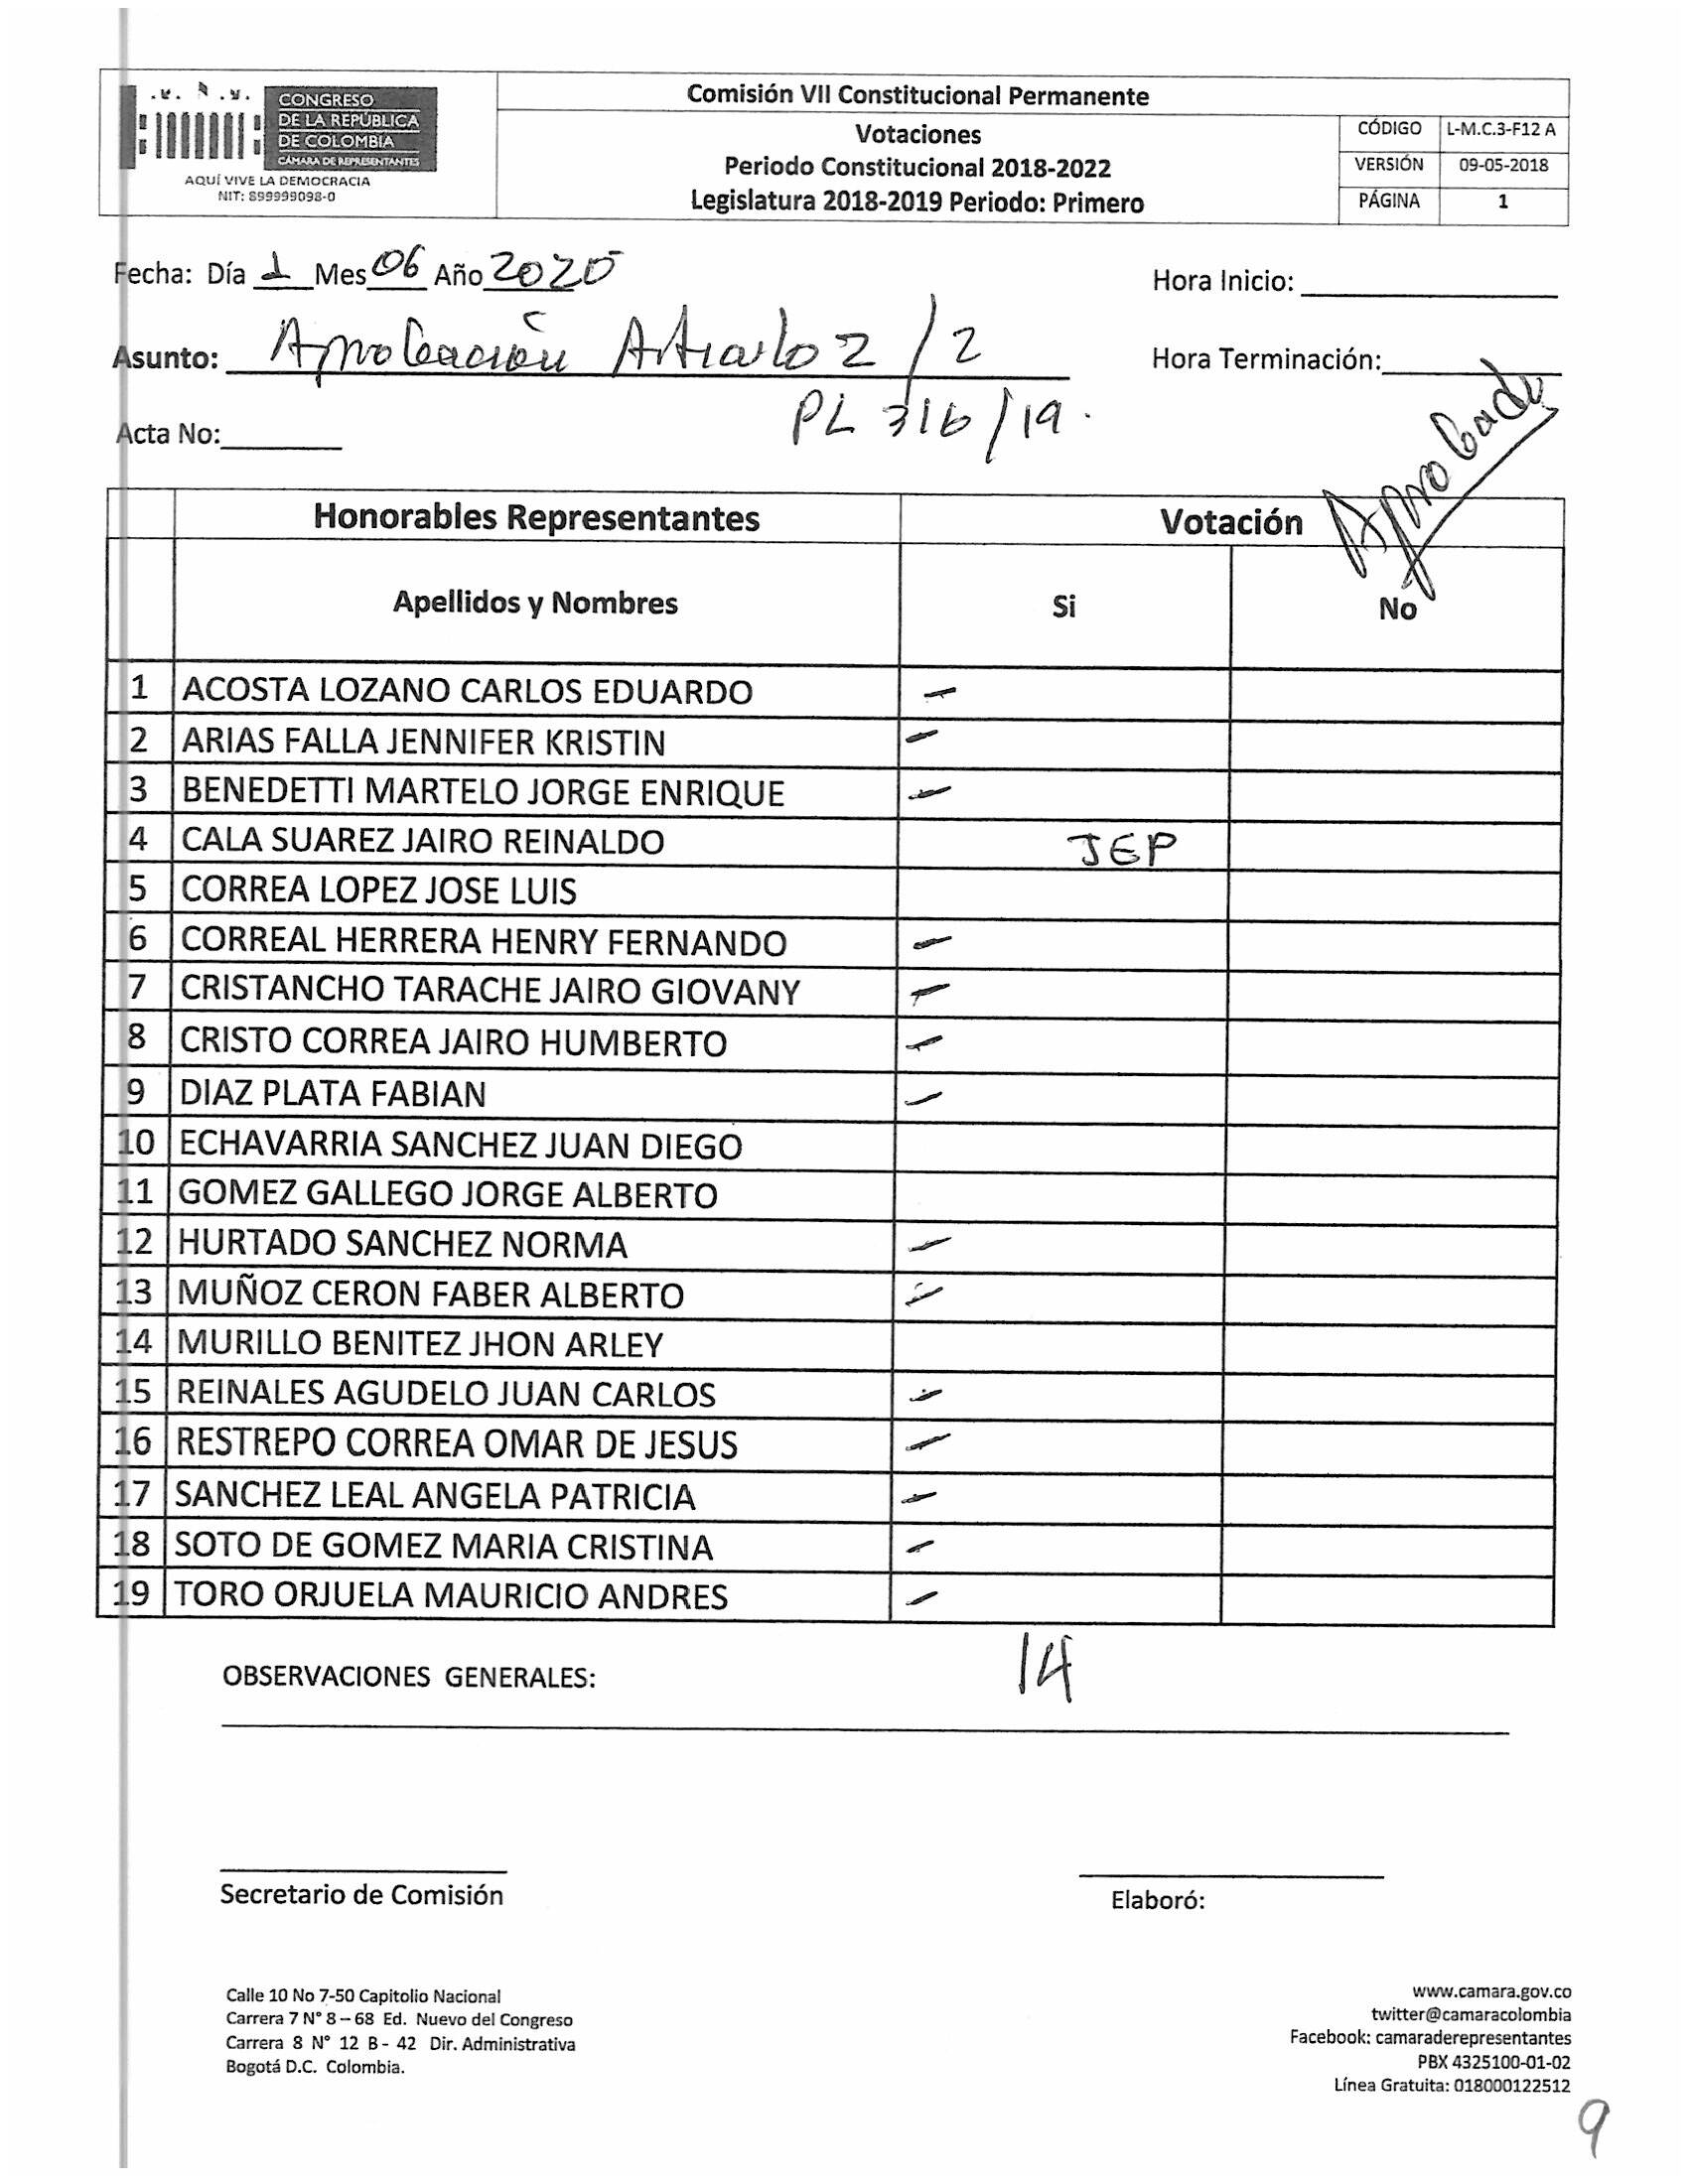 CONGRESO
DE LA REPÚBLICA
DE COLOMBIA
CÁMARA DE REPRESENTANTES
AQUÍ VIVE LA DEMOCRACIA
NIT: 899999098-0
Comisión VII Constitucional Permanente
Votaciones
Periodo Constitucional 2018-2022
Legislatura 2018-2019 Periodo: Primero
CÓDIGO L-M.C.3-F12 A
VERSIÓN 09-05-2018
PÁGINA 1
Fecha: Día 1 Mes 06 Año 2020
Hora Inicio:
Asunto: Aprobación Artículo 2/2
Hora Terminación:
PL 316/19.
Acta No:
Aprobado
Honorables Representantes Votación
Apellidos y Nombres Si No
1 ACOSTA LOZANO CARLOS EDUARDO –
2 ARIAS FALLA JENNIFER KRISTIN –
3 BENEDETTI MARTELO JORGE ENRIQUE –
4 CALA SUAREZ JAIRO REINALDO JEP
5 CORREA LOPEZ JOSE LUIS
6 CORREAL HERRERA HENRY FERNANDO –
7 CRISTANCHO TARACHE JAIRO GIOVANY –
8 CRISTO CORREA JAIRO HUMBERTO –
9 DIAZ PLATA FABIAN –
10 ECHAVARRIA SANCHEZ JUAN DIEGO
11 GOMEZ GALLEGO JORGE ALBERTO
12 HURTADO SANCHEZ NORMA –
13 MUÑOZ CERON FABER ALBERTO –
14 MURILLO BENITEZ JHON ARLEY
15 REINALES AGUDELO JUAN CARLOS –
16 RESTREPO CORREA OMAR DE JESUS –
17 SANCHEZ LEAL ANGELA PATRICIA –
18 SOTO DE GOMEZ MARIA CRISTINA –
19 TORO ORJUELA MAURICIO ANDRES –
14
OBSERVACIONES GENERALES:
Secretario de Comisión
Elaboró:
Calle 10 No 7-50 Capitolio Nacional
Carrera 7 N° 8 – 68 Ed. Nuevo del Congreso
Carrera 8 N° 12 B - 42 Dir. Administrativa
Bogotá D.C. Colombia.
www.camara.gov.co
twitter@camaracolombia
Facebook: camaraderepresentantes
PBX 4325100-01-02
Línea Gratuita: 018000122512
9